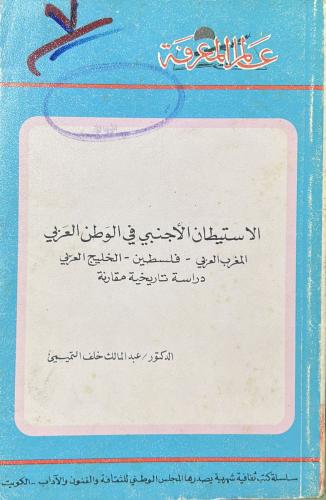 عالم المعرفة
الاستيطان الأجنبي في الوطن العربي
المغرب العربي - فلسطين - الخليج العربي
دراسة تاريخية مقارنة
الدكتور/عبد المالك خلف التميمي
سلسلة كتب ثقافية شهرية يصدرها المجلس الوطني للثقافة والفنون والآداب - الكويت